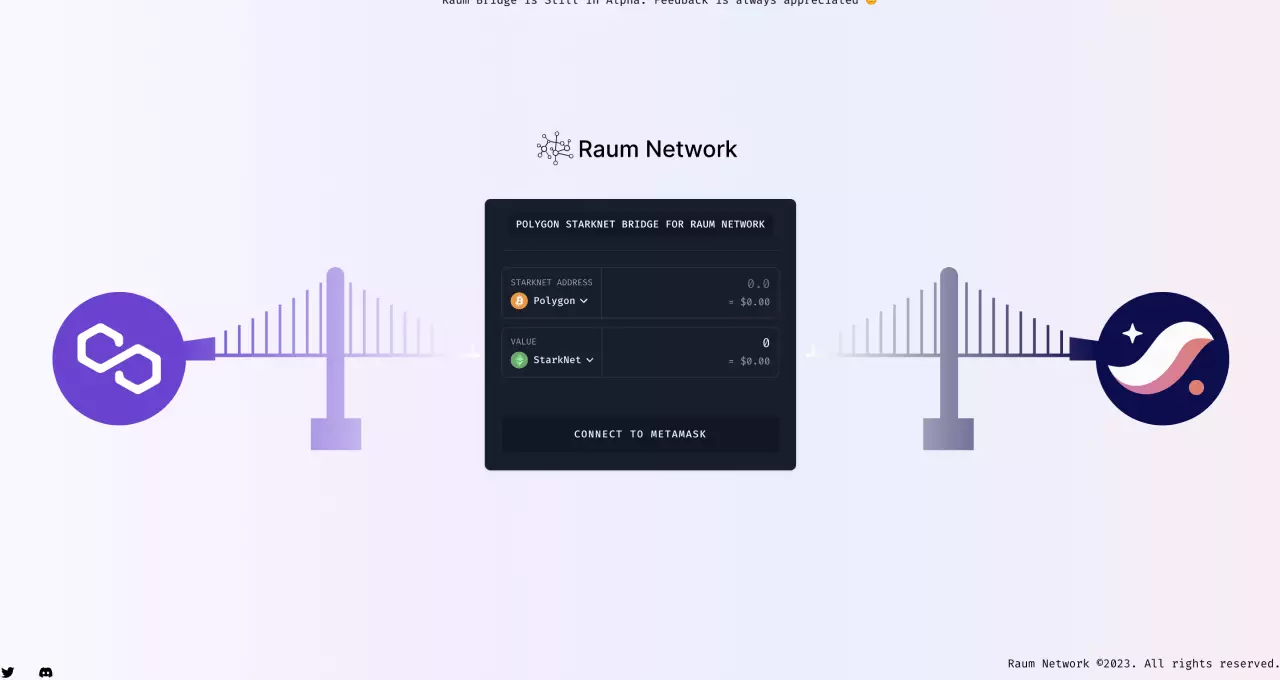 Raum Bridge is Still in Alpha. Feedback is always appreciated 😊
Raum Network
POLYGON STARKNET BRIDGE FOR RAUM NETWORK
STARKNET ADDRESS
Polygon
0.0
= $0.00
VALUE
StarkNet
0
= $0.00
CONNECT TO METAMASK
Raum Network ©2023. All rights reserved.